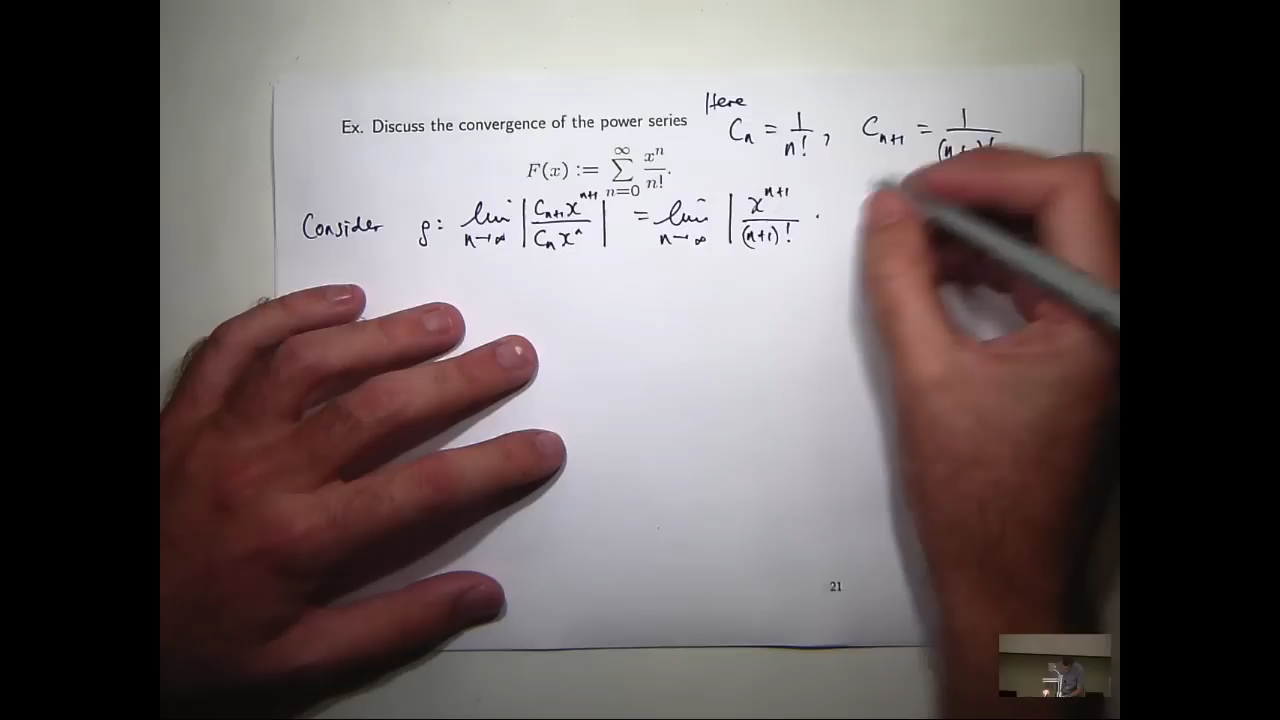 Here
Ex. Discuss the convergence of the power series
C_n = 1/n! , C_{n+1} = 1/(n+1)!
F(x) := ∑_{n=0}^{∞} x^n/n! .
Consider ρ: lim_{n→∞} | C_{n+1} x^{n+1} / C_n x^n | = lim_{n→∞} | x^{n+1}/(n+1)! ·
21